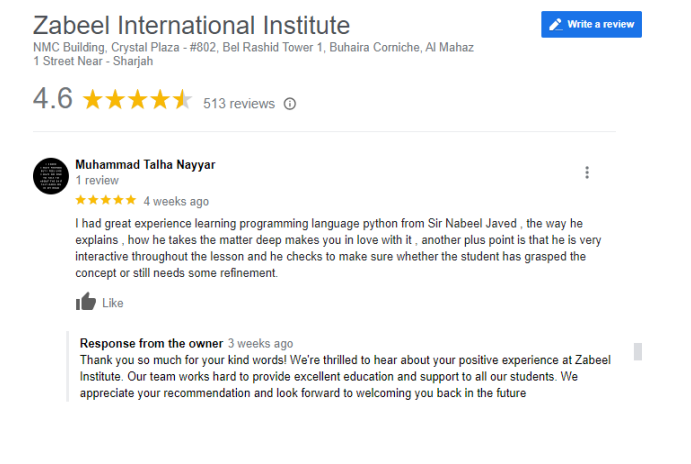 Zabeel International Institute
Write a review
NMC Building, Crystal Plaza - #802, Bel Rashid Tower 1, Buhaira Corniche, Al Mahaz
1 Street Near - Sharjah
4.6
513 reviews
Muhammad Talha Nayyar
1 review
4 weeks ago
I had great experience learning programming language python from Sir Nabeel Javed , the way he
explains , how he takes the matter deep makes you in love with it , another plus point is that he is very
interactive throughout the lesson and he checks to make sure whether the student has grasped the
concept or still needs some refinement.
Like
Response from the owner 3 weeks ago
Thank you so much for your kind words! We're thrilled to hear about your positive experience at Zabeel
Institute. Our team works hard to provide excellent education and support to all our students. We
appreciate your recommendation and look forward to welcoming you back in the future